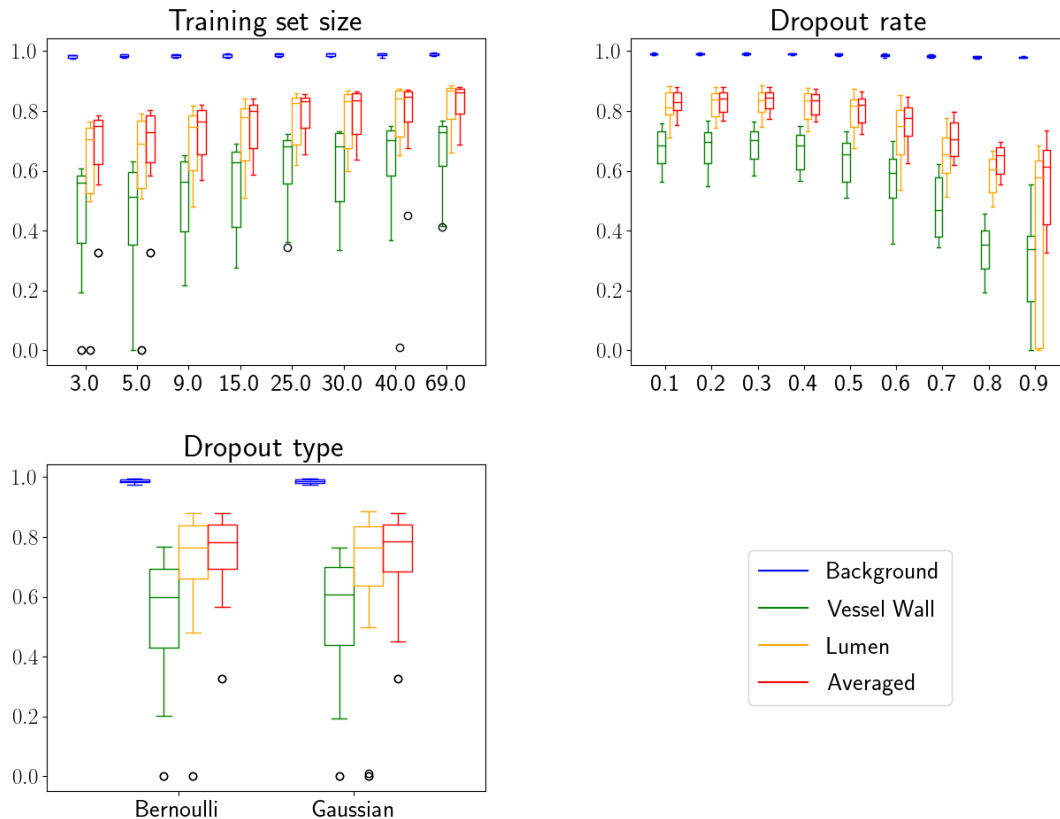 Training set size
1.0
0.8
0.6
0.4
0.2
0.0
3.0 5.0 9.0 15.0 25.0 30.0 40.0 69.0
Dropout rate
1.0
0.8
0.6
0.4
0.2
0.0
0.1 0.2 0.3 0.4 0.5 0.6 0.7 0.8 0.9
Dropout type
1.0
0.8
0.6
0.4
0.2
0.0
Bernoulli Gaussian
Background
Vessel Wall
Lumen
Averaged